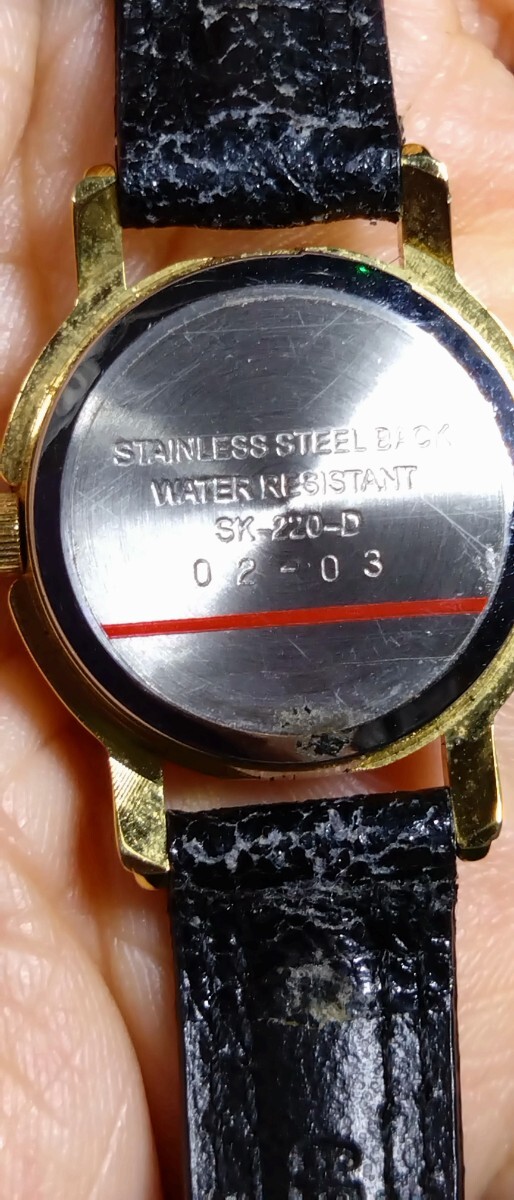 STAINLESS STEEL BACK
WATER RESISTANT
SK-220-D
02-03